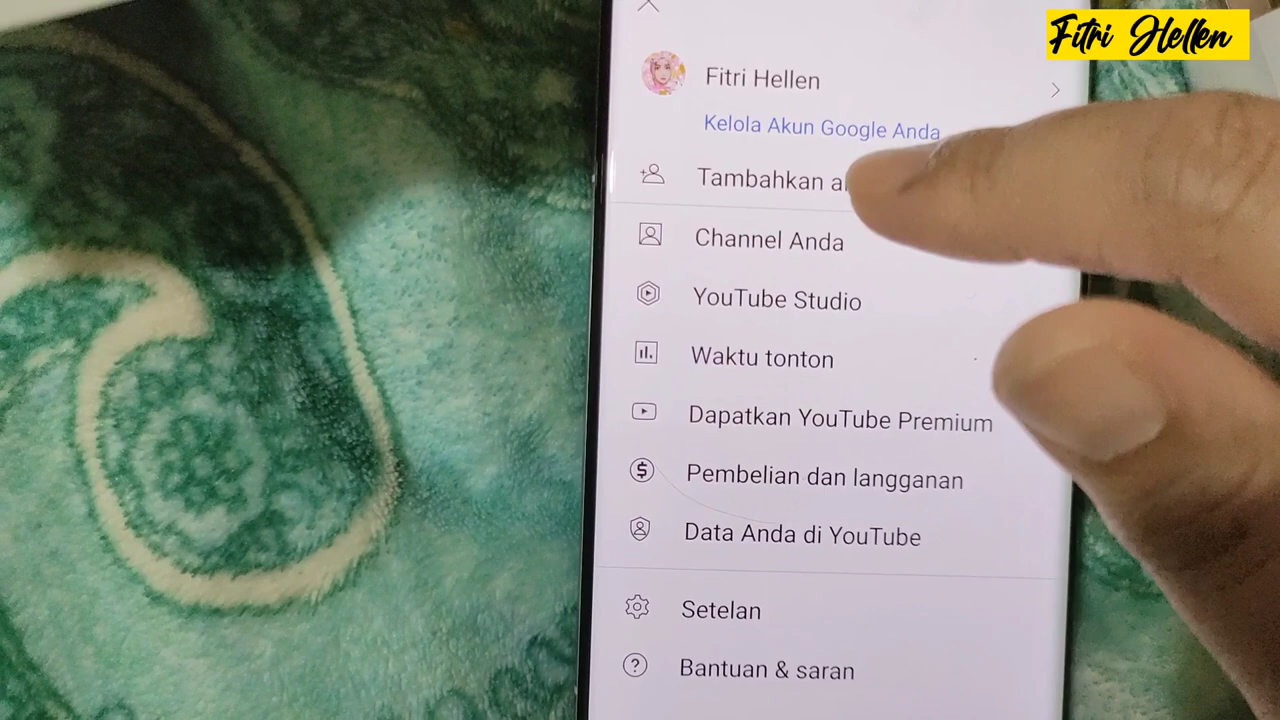 Fitri Hellen
Fitri Hellen
Kelola Akun Google Anda
Tambahkan
Channel Anda
YouTube Studio
Waktu tonton
Dapatkan YouTube Premium
Pembelian dan langganan
Data Anda di YouTube
Setelan
Bantuan & saran